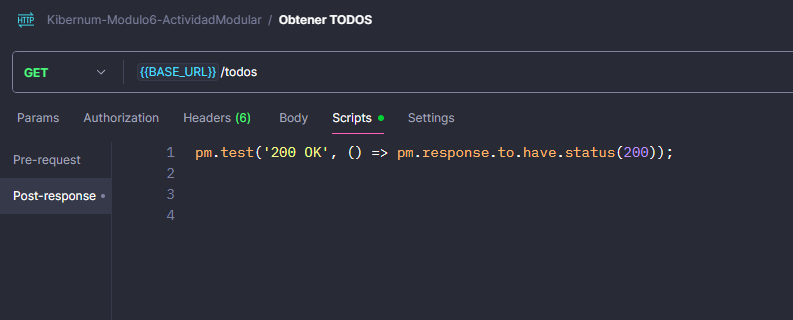 HTTP Kibernum-Modulo6-ActividadModular / Obtener TODOS
GET {{BASE_URL}}/todos
Params Authorization Headers (6) Body Scripts Settings
Pre-request
Post-response
1 pm.test('200 OK', () => pm.response.to.have.status(200));
2
3
4